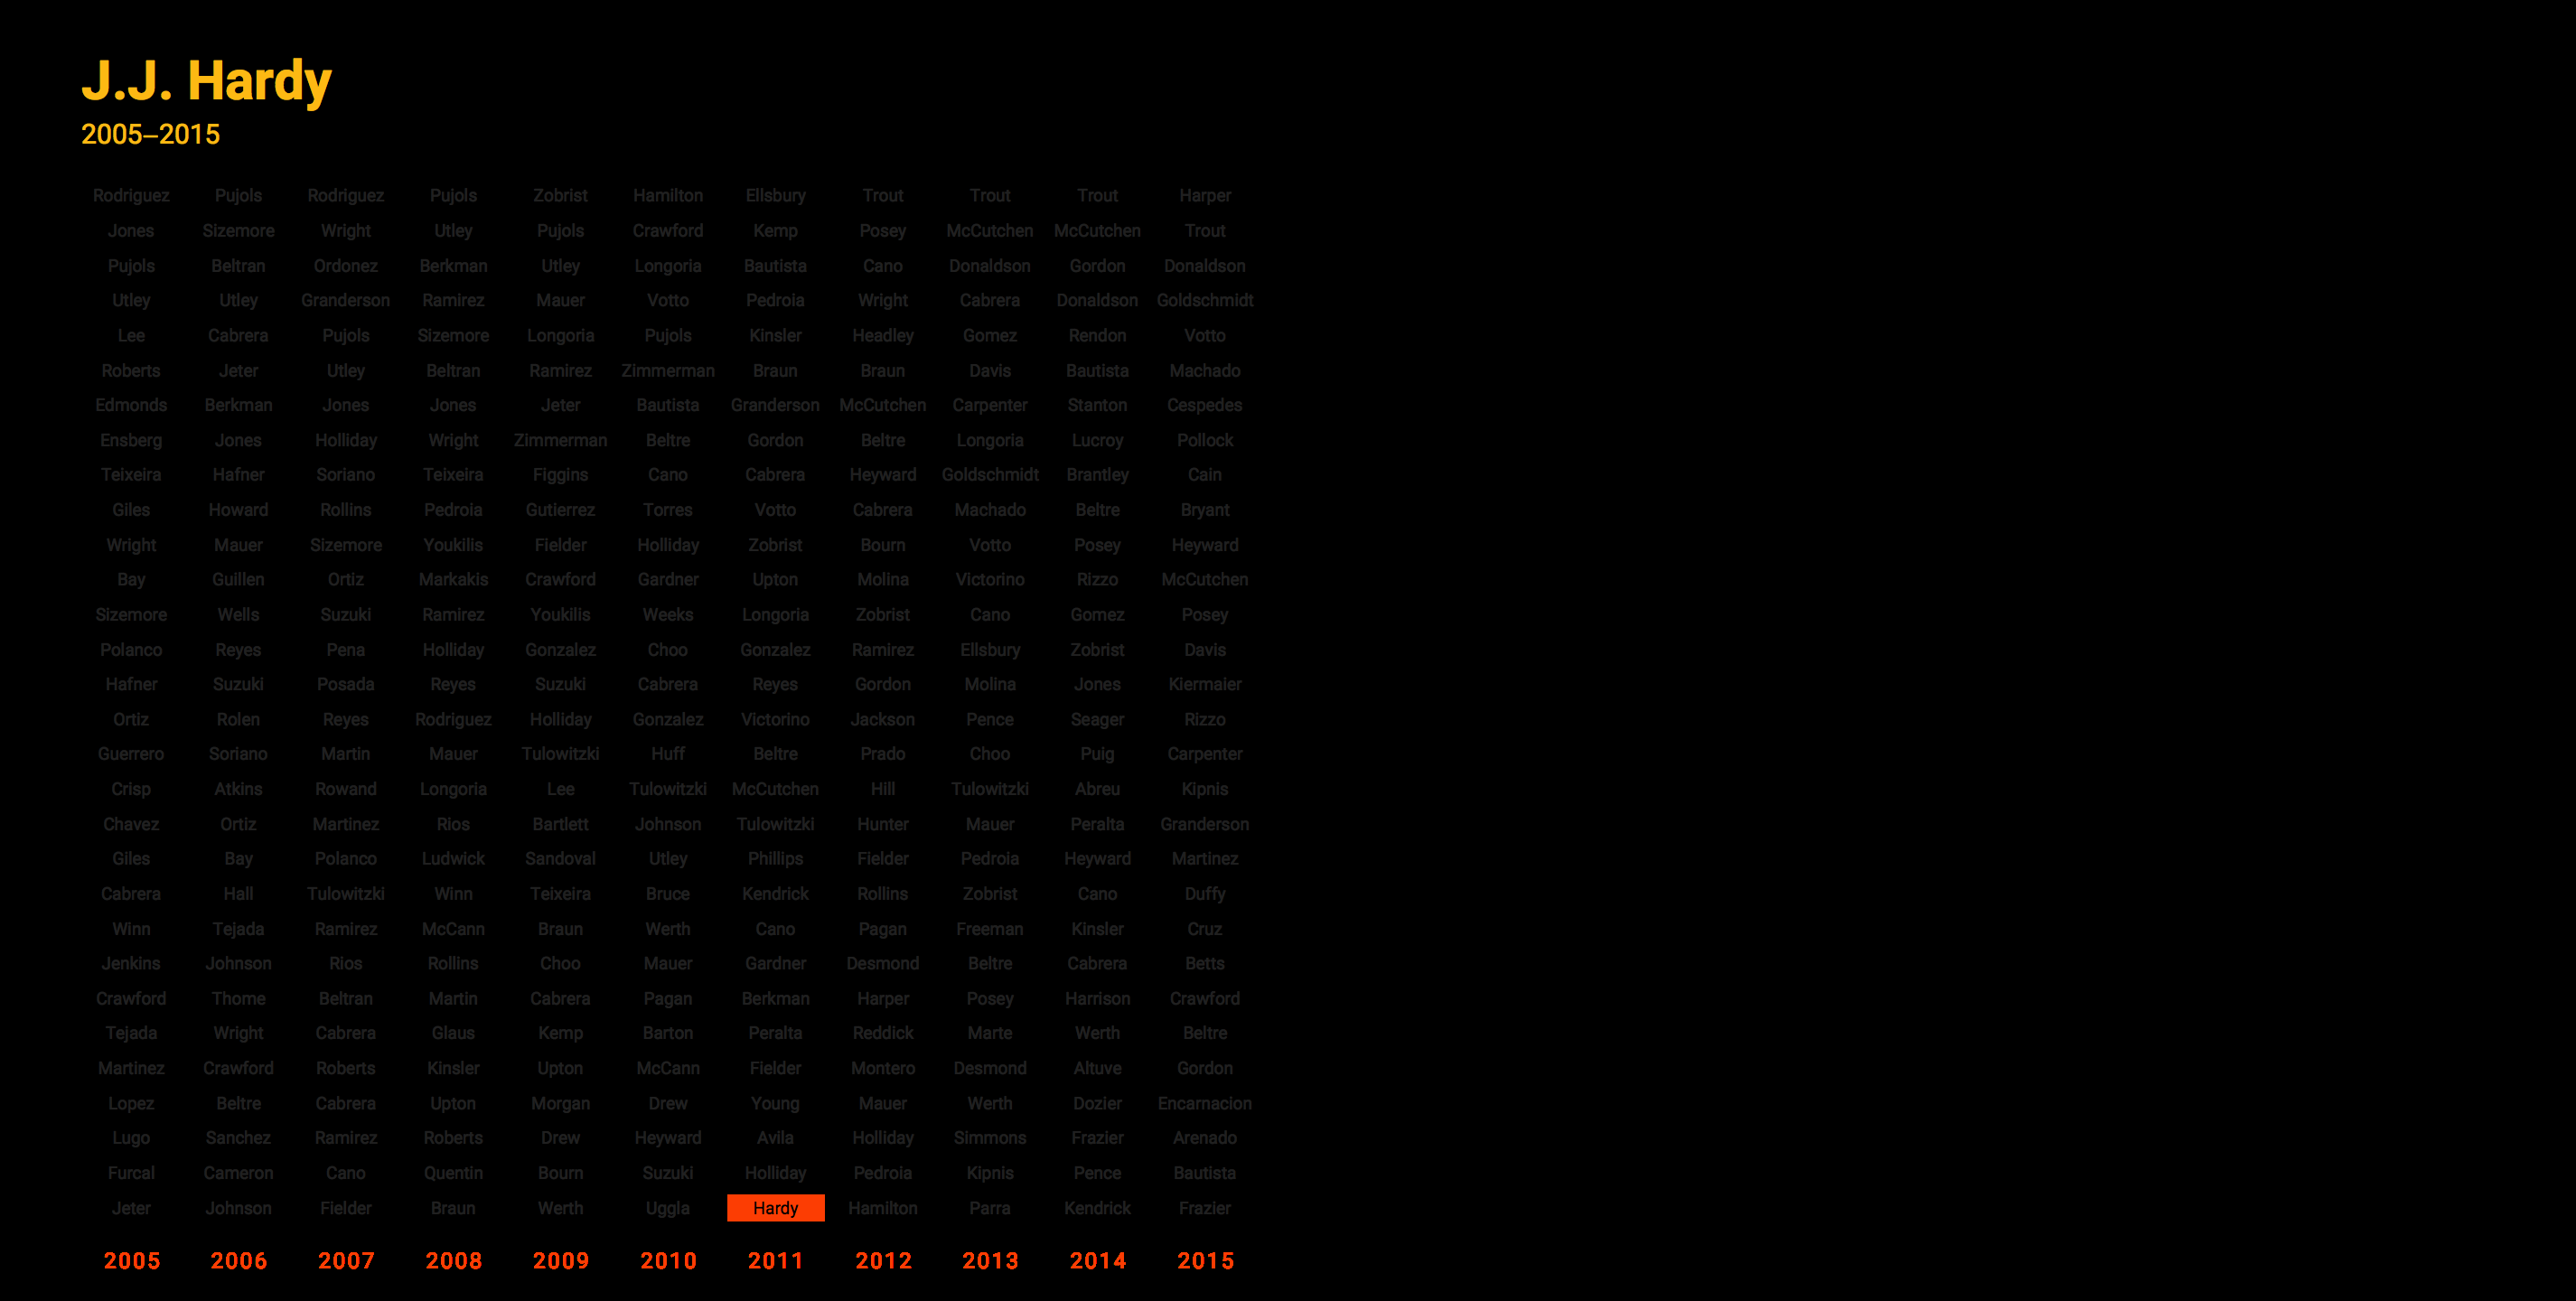 J.J. Hardy
2005–2015
Rodriguez Pujols Rodriguez Pujols Zobrist Hamilton Ellsbury Trout Trout Trout Harper
Jones Sizemore Wright Utley Pujols Crawford Kemp Posey McCutchen McCutchen Trout
Pujols Beltran Ordonez Berkman Utley Longoria Bautista Cano Donaldson Gordon Donaldson
Utley Utley Granderson Ramirez Mauer Votto Pedroia Wright Cabrera Donaldson Goldschmidt
Lee Cabrera Pujols Sizemore Longoria Pujols Kinsler Headley Gomez Rendon Votto
Roberts Jeter Utley Beltran Ramirez Zimmerman Braun Braun Davis Bautista Machado
Edmonds Berkman Jones Jones Jeter Bautista Granderson McCutchen Carpenter Stanton Cespedes
Ensberg Jones Holliday Wright Zimmerman Beltre Gordon Beltre Longoria Lucroy Pollock
Teixeira Hafner Soriano Teixeira Figgins Cano Cabrera Heyward Goldschmidt Brantley Cain
Giles Howard Rollins Pedroia Gutierrez Torres Votto Cabrera Machado Beltre Bryant
Wright Mauer Sizemore Youkilis Fielder Holliday Zobrist Bourn Votto Posey Heyward
Bay Guillen Ortiz Markakis Crawford Gardner Upton Molina Victorino Rizzo McCutchen
Sizemore Wells Suzuki Ramirez Youkilis Weeks Longoria Zobrist Cano Gomez Posey
Polanco Reyes Pena Holliday Gonzalez Choo Gonzalez Ramirez Ellsbury Zobrist Davis
Hafner Suzuki Posada Reyes Suzuki Cabrera Reyes Gordon Molina Jones Kiermaier
Ortiz Rolen Reyes Rodriguez Holliday Gonzalez Victorino Jackson Pence Seager Rizzo
Guerrero Soriano Martin Mauer Tulowitzki Huff Beltre Prado Choo Puig Carpenter
Crisp Atkins Rowand Longoria Lee Tulowitzki McCutchen Hill Tulowitzki Abreu Kipnis
Chavez Ortiz Martinez Rios Bartlett Johnson Tulowitzki Hunter Mauer Peralta Granderson
Giles Bay Polanco Ludwick Sandoval Utley Phillips Fielder Pedroia Heyward Martinez
Cabrera Hall Tulowitzki Winn Teixeira Bruce Kendrick Rollins Zobrist Cano Duffy
Winn Tejada Ramirez McCann Braun Werth Cano Pagan Freeman Kinsler Cruz
Jenkins Johnson Rios Rollins Choo Mauer Gardner Desmond Beltre Cabrera Betts
Crawford Thome Beltran Martin Cabrera Pagan Berkman Harper Posey Harrison Crawford
Tejada Wright Cabrera Glaus Kemp Barton Peralta Reddick Marte Werth Beltre
Martinez Crawford Roberts Kinsler Upton McCann Fielder Montero Desmond Altuve Gordon
Lopez Beltre Cabrera Upton Morgan Drew Young Mauer Werth Dozier Encarnacion
Lugo Sanchez Ramirez Roberts Drew Heyward Avila Holliday Simmons Frazier Arenado
Furcal Cameron Cano Quentin Bourn Suzuki Holliday Pedroia Kipnis Pence Bautista
Jeter Johnson Fielder Braun Werth Uggla Hardy Hamilton Parra Kendrick Frazier
2005 2006 2007 2008 2009 2010 2011 2012 2013 2014 2015